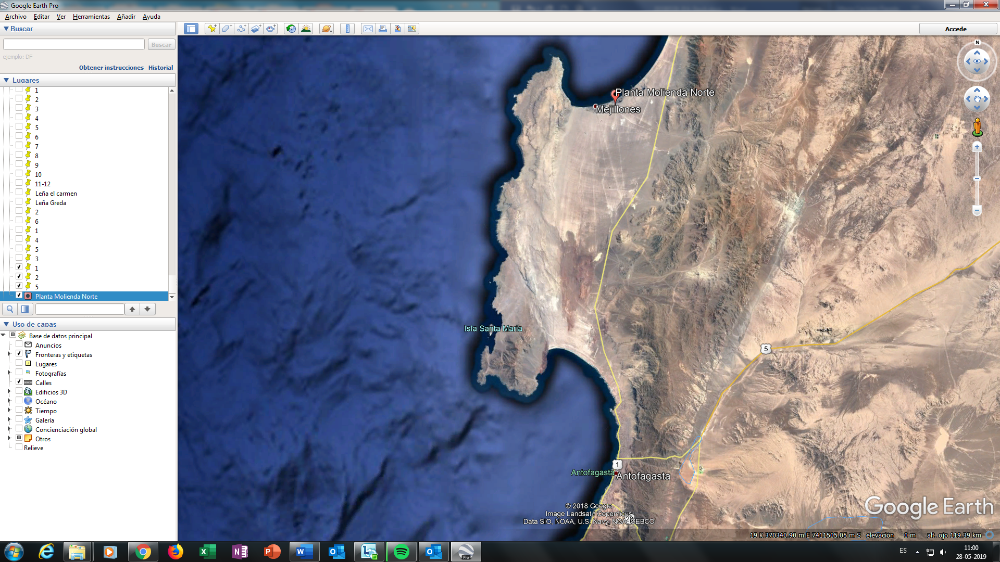 Google Earth Pro
Archivo Editar Ver Herramientas Añadir Ayuda
Buscar
Buscar
ejemplo: DF
Obtener instrucciones Historial
Lugares
1
2
3
4
5
6
7
8
9
10
11-12
Leña el carmen
Leña Greda
2
6
1
4
5
3
1
2
5
Planta Molienda Norte
Uso de capas
Base de datos principal
Anuncios
Fronteras y etiquetas
Lugares
Fotografías
Calles
Edificios 3D
Océano
Tiempo
Galería
Concienciación global
Otros
Relieve
Accede
N
Planta Molienda Norte
Mejillones
Isla Santa Maria
5
1
Antofagasta
Antofagasta
© 2018 Google
Image Landsat / Copernicus
Data SIO, NOAA, U.S. Navy, NGA, GEBCO
Google Earth
19 K 370340.90 m E 7411505.05 m S elevación 0 m alt. ojo 119.39 km
ES
11:00
28-05-2019
Pro